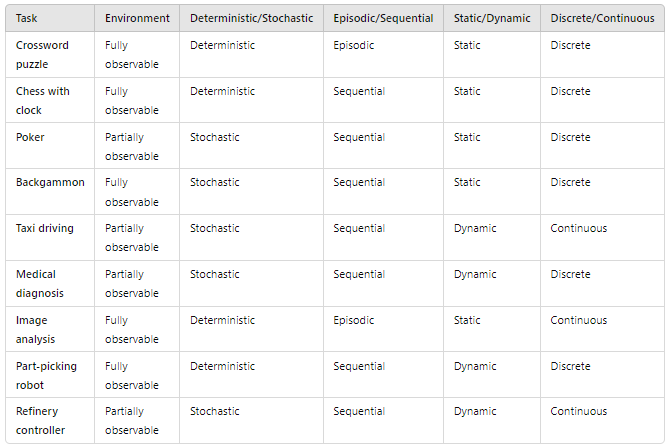 Task Environment Deterministic/Stochastic Episodic/Sequential Static/Dynamic Discrete/Continuous
Crossword puzzle Fully observable Deterministic Episodic Static Discrete
Chess with clock Fully observable Deterministic Sequential Static Discrete
Poker Partially observable Stochastic Sequential Static Discrete
Backgammon Fully observable Stochastic Sequential Static Discrete
Taxi driving Partially observable Stochastic Sequential Dynamic Continuous
Medical diagnosis Partially observable Stochastic Sequential Dynamic Discrete
Image analysis Fully observable Deterministic Episodic Static Continuous
Part-picking robot Fully observable Deterministic Sequential Dynamic Discrete
Refinery controller Partially observable Stochastic Sequential Dynamic Continuous